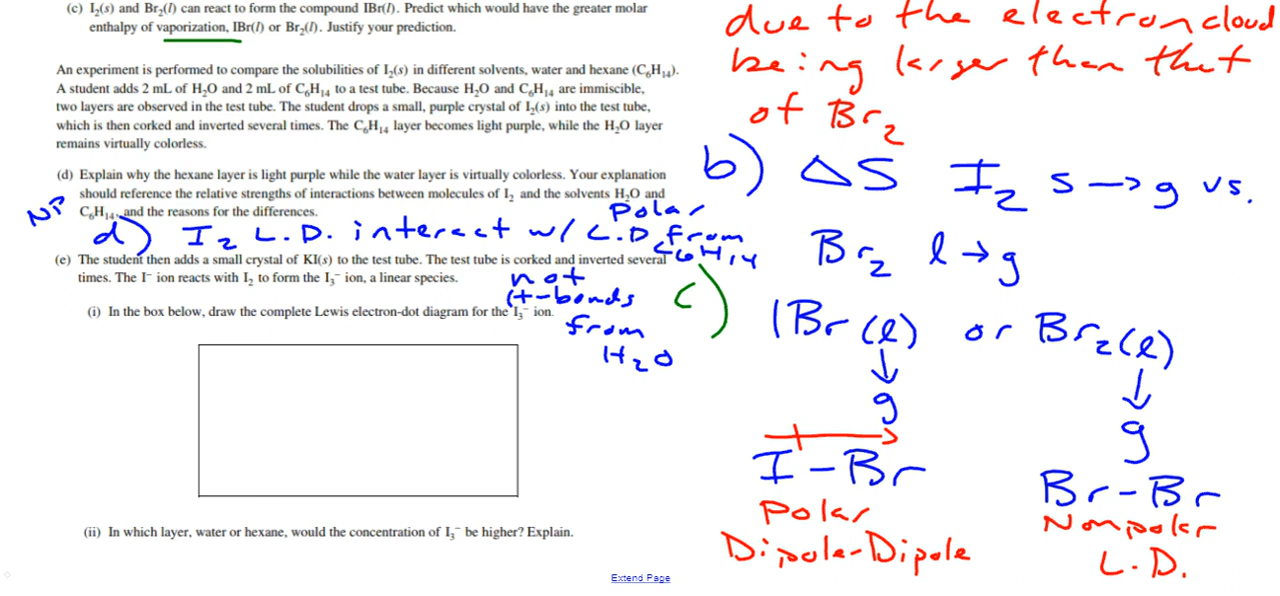 (c) I₂(s) and Br₂(l) can react to form the compound IBr(l). Predict which would have the greater molar
enthalpy of vaporization, IBr(l) or Br₂(l). Justify your prediction.
An experiment is performed to compare the solubilities of I₂(s) in different solvents, water and hexane (C₆H₁₄).
A student adds 2 mL of H₂O and 2 mL of C₆H₁₄ to a test tube. Because H₂O and C₆H₁₄ are immiscible,
two layers are observed in the test tube. The student drops a small, purple crystal of I₂(s) into the test tube,
which is then corked and inverted several times. The C₆H₁₄ layer becomes light purple, while the H₂O layer
remains virtually colorless.
(d) Explain why the hexane layer is light purple while the water layer is virtually colorless. Your explanation
should reference the relative strengths of interactions between molecules of I₂ and the solvents H₂O and
C₆H₁₄, and the reasons for the differences.
NP
Polar
d) I₂ L.D. interact w/ L.D from
C₆H₁₄
not
H-bonds
from
H₂O
(e) The student then adds a small crystal of KI(s) to the test tube. The test tube is corked and inverted several
times. The I⁻ ion reacts with I₂ to form the I₃⁻ ion, a linear species.
(i) In the box below, draw the complete Lewis electron-dot diagram for the I₃⁻ ion.
(ii) In which layer, water or hexane, would the concentration of I₃⁻ be higher? Explain.
Extend Page
due to the electron cloud
being larger then that
of Br₂
b) ΔS I₂ s → g vs.
Br₂ l → g
c) IBr (l) or Br₂(l)
↓ ↓
g g
I – Br Br – Br
Polar Nonpolar
Dipole-Dipole L.D.